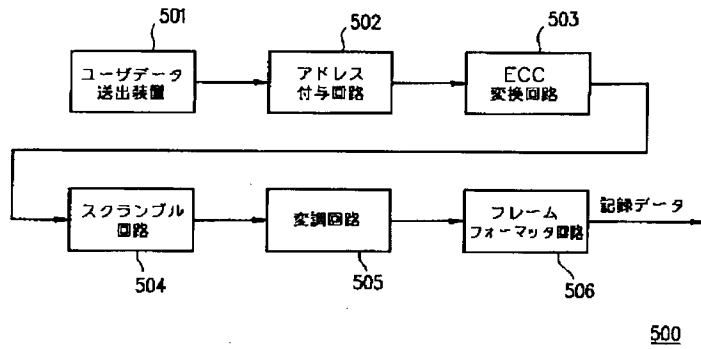 501
502
503
ユーザデータ
送出装置
アドレス
付与回路
ECC
変換回路
スクランブル
回路
変調回路
フレーム
フォーマッタ回路
記録データ
504
505
506
500